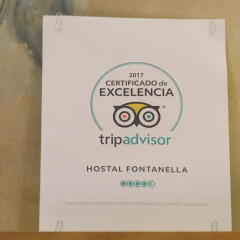 2017
CERTIFICADO de
EXCELENCIA
tripadvisor
HOSTAL FONTANELLA